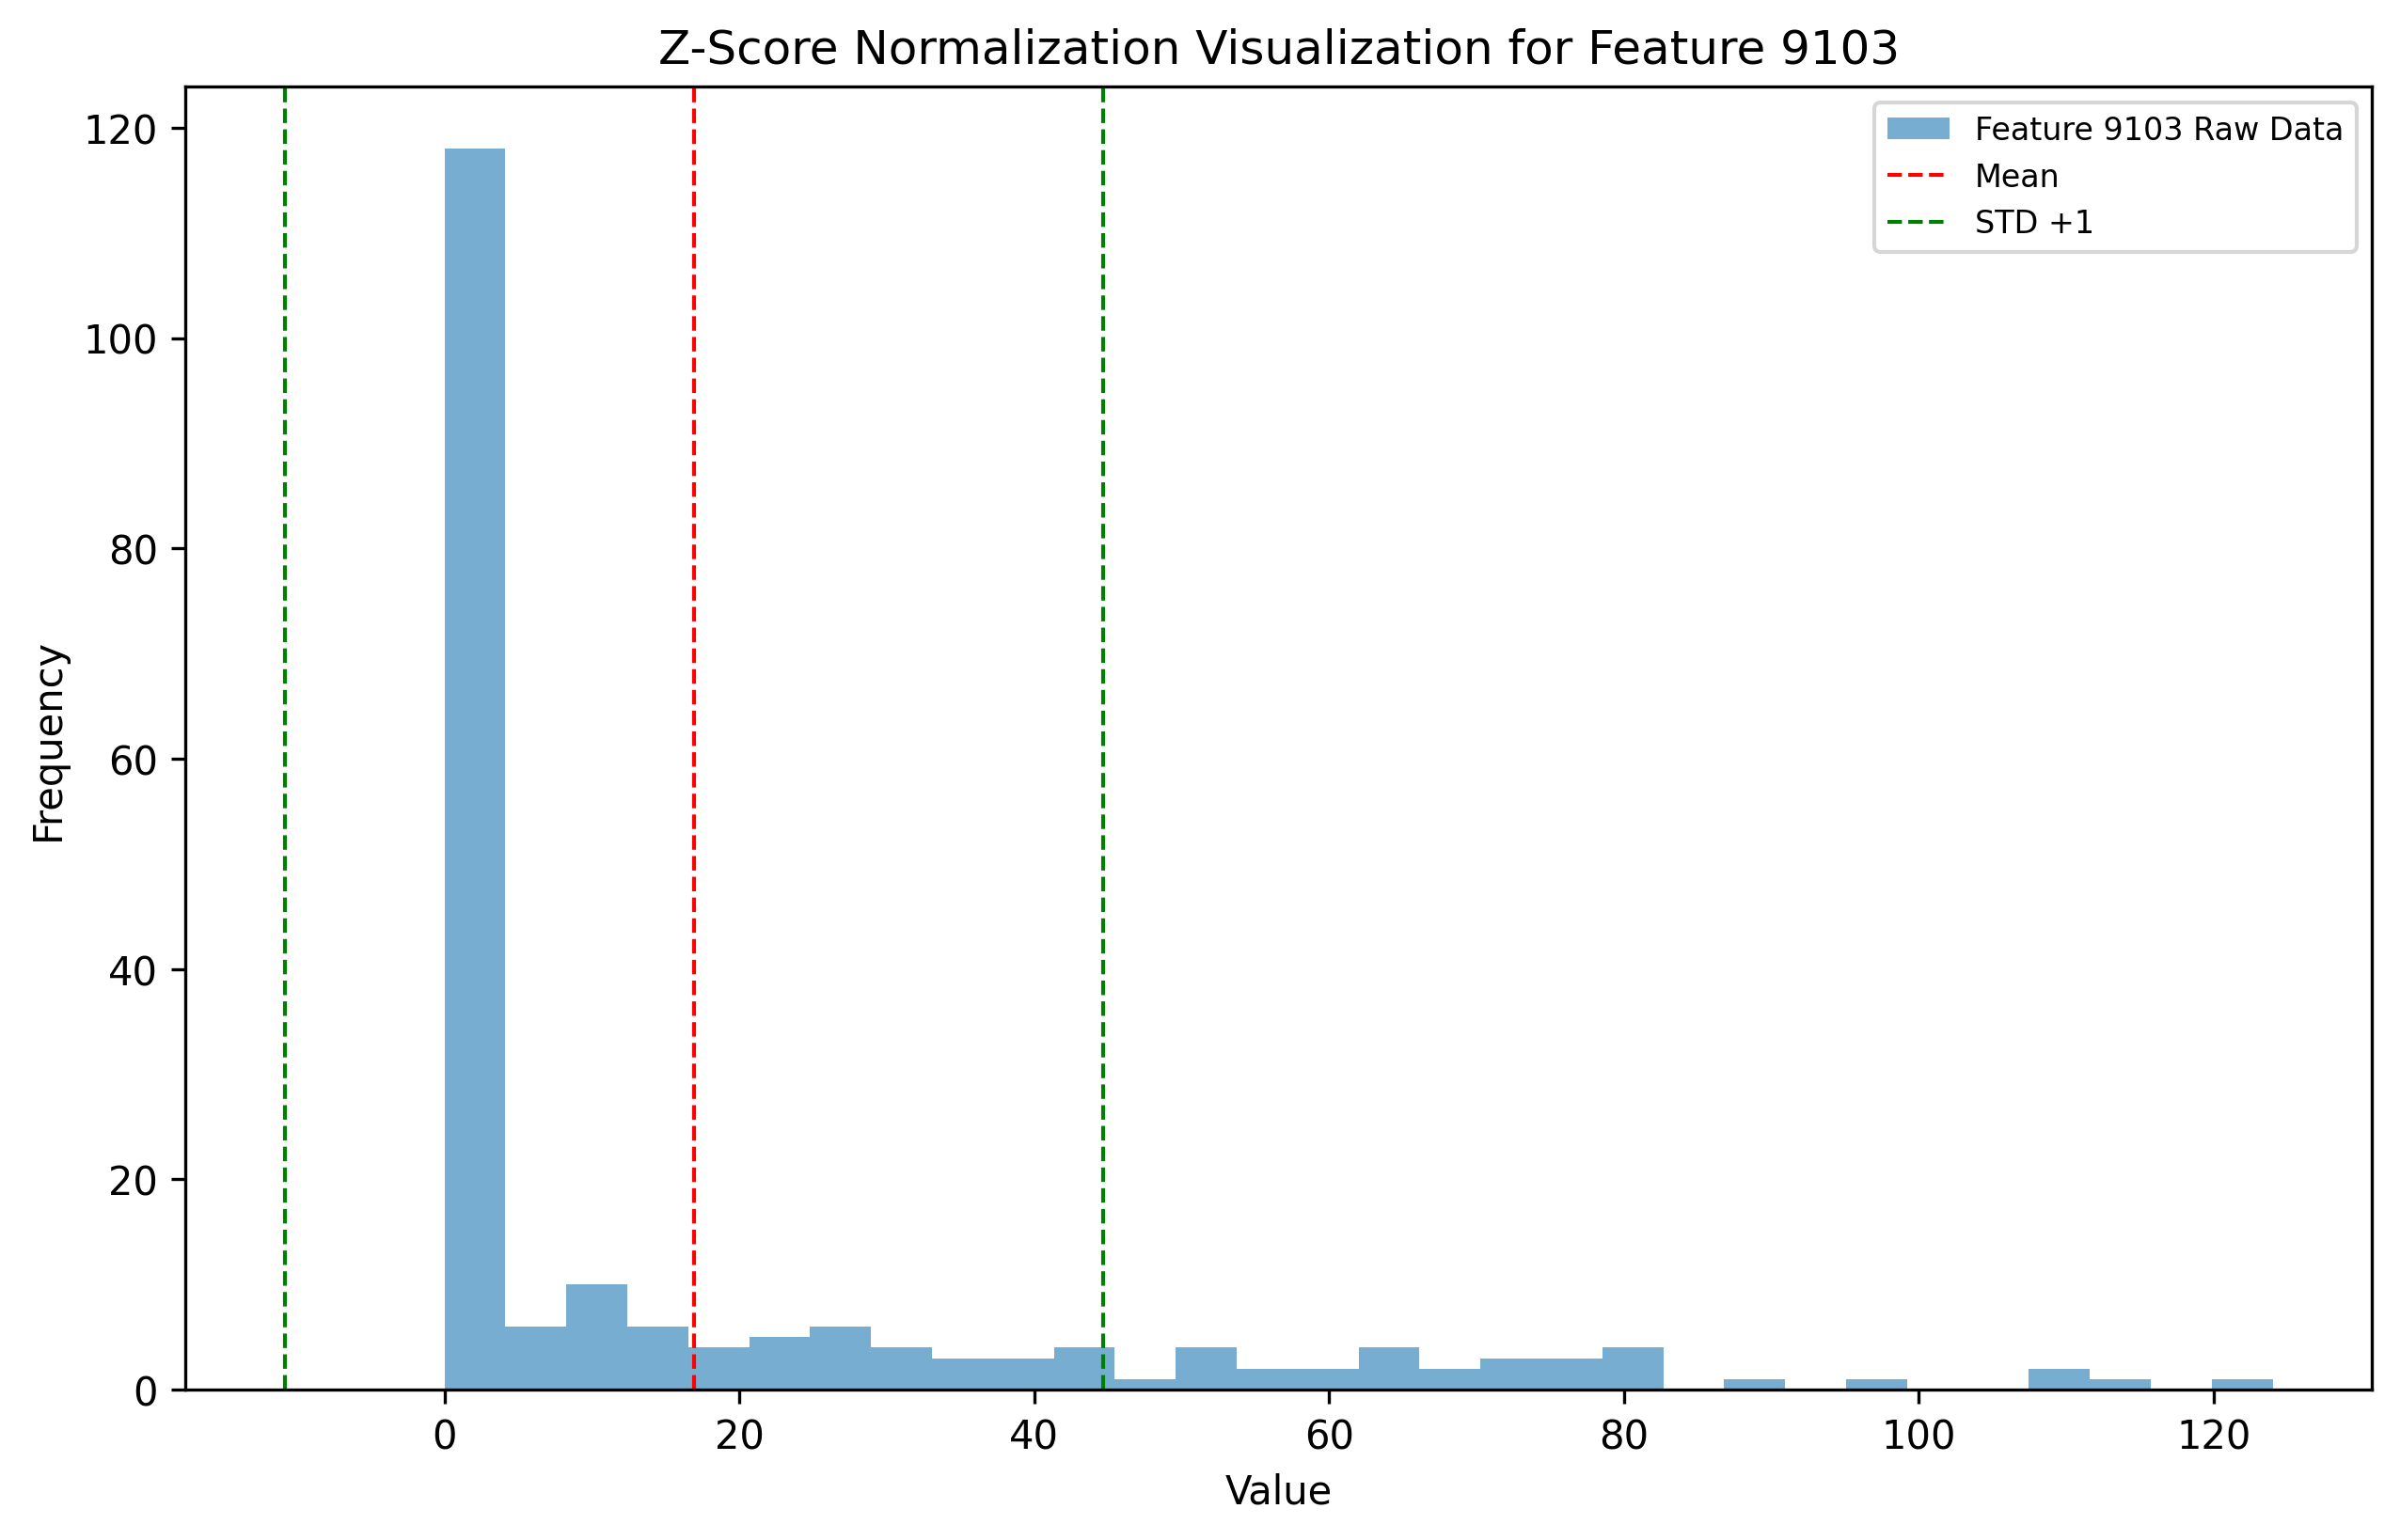 Z-Score Normalization Visualization for Feature 9103
Feature 9103 Raw Data
Mean
STD +1
Frequency
120
100
80
60
40
20
0
0 20 40 60 80 100 120
Value